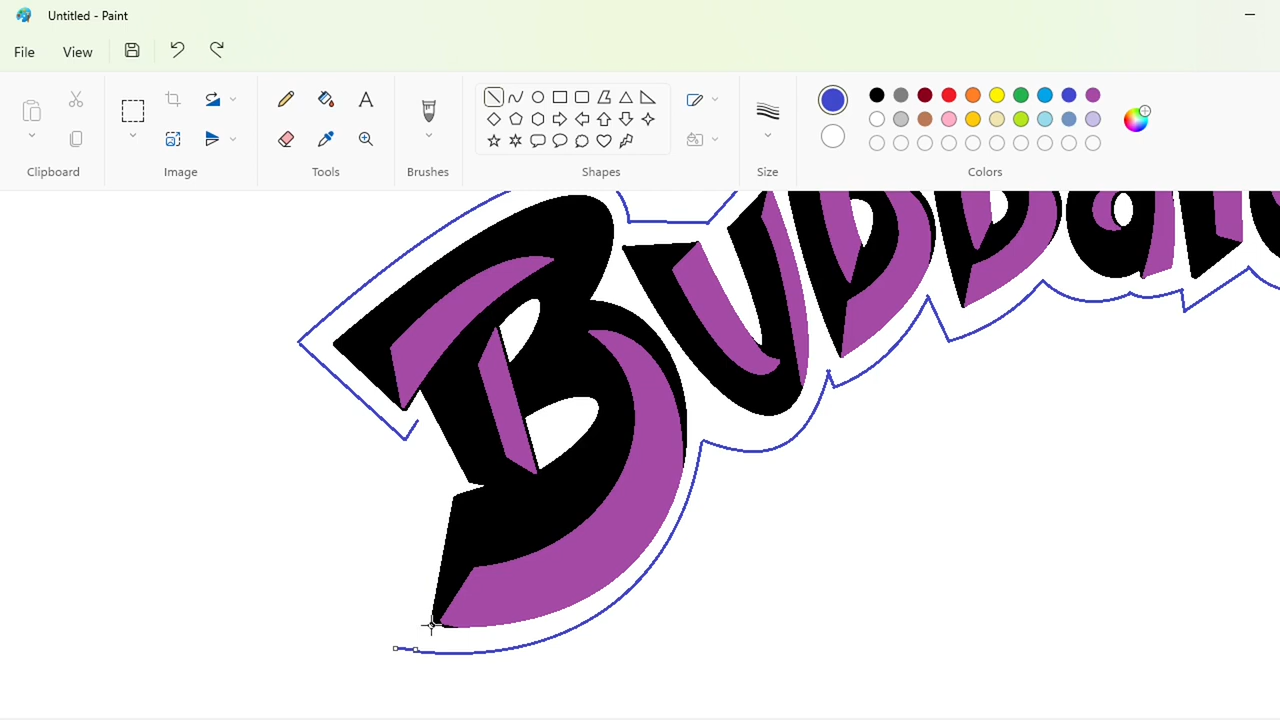 Untitled - Paint
File View
Clipboard Image Tools Brushes Shapes Size Colors